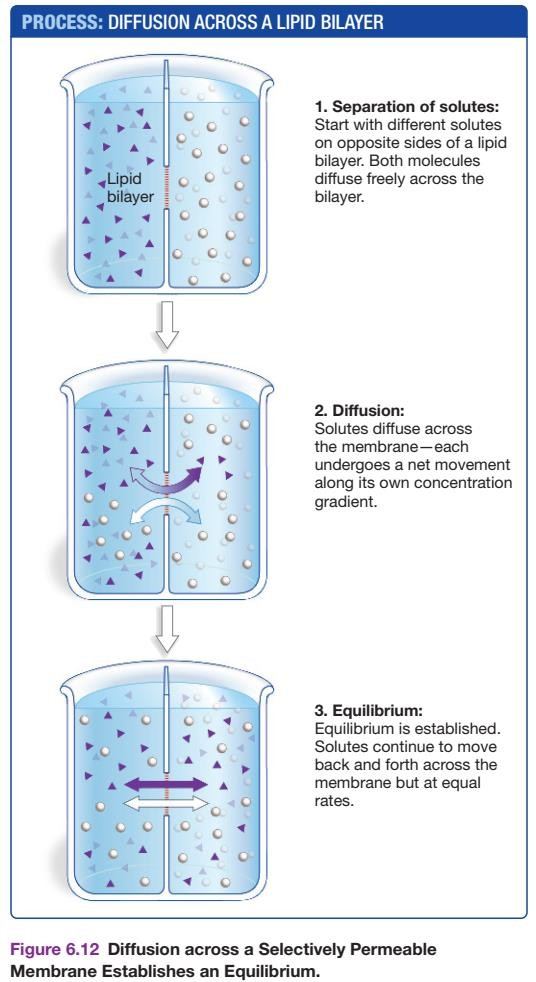 PROCESS: DIFFUSION ACROSS A LIPID BILAYER
Lipid
bilayer
1. Separation of solutes:
Start with different solutes
on opposite sides of a lipid
bilayer. Both molecules
diffuse freely across the
bilayer.
2. Diffusion:
Solutes diffuse across
the membrane—each
undergoes a net movement
along its own concentration
gradient.
3. Equilibrium:
Equilibrium is established.
Solutes continue to move
back and forth across the
membrane but at equal
rates.
Figure 6.12 Diffusion across a Selectively Permeable
Membrane Establishes an Equilibrium.